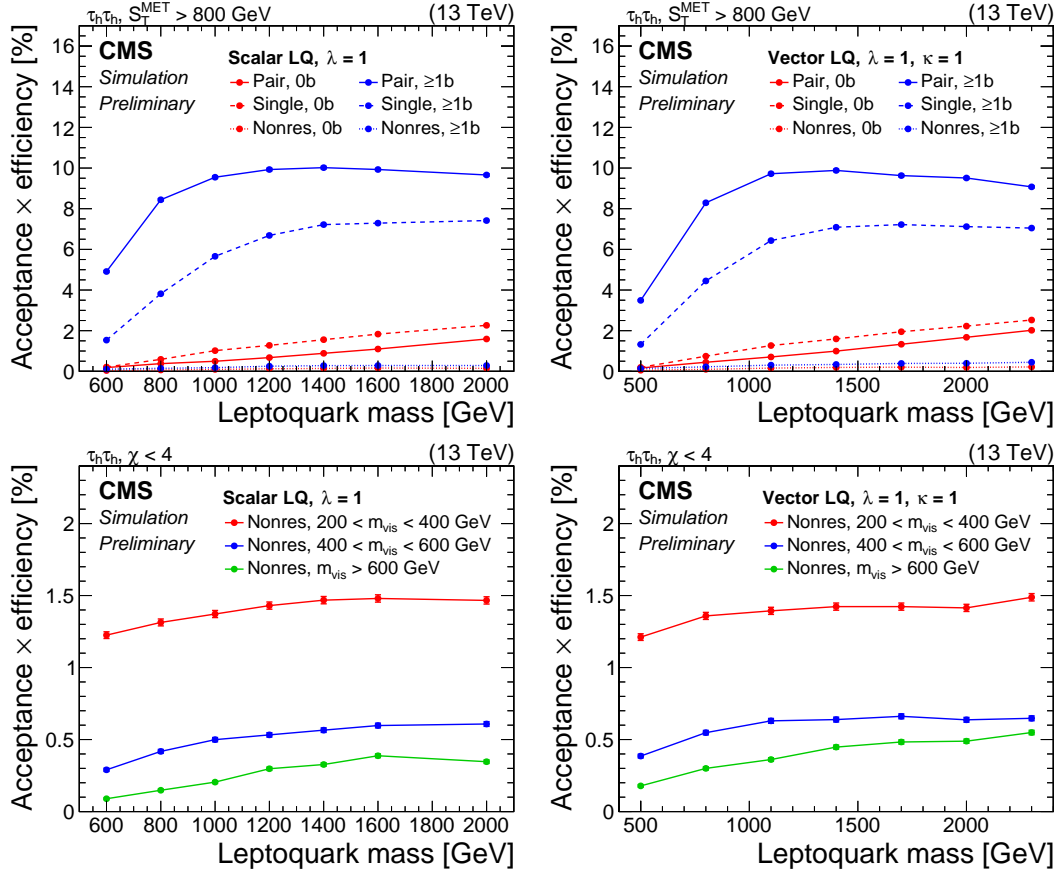 τhτh, S_T^MET > 800 GeV (13 TeV)
CMS
Simulation
Preliminary
Scalar LQ, λ = 1
Pair, 0b Pair, ≥1b
Single, 0b Single, ≥1b
Nonres, 0b Nonres, ≥1b
Acceptance × efficiency [%]
16
14
12
10
8
6
4
2
0
600 800 1000 1200 1400 1600 1800 2000
Leptoquark mass [GeV]
τhτh, S_T^MET > 800 GeV (13 TeV)
CMS
Simulation
Preliminary
Vector LQ, λ = 1, κ = 1
Pair, 0b Pair, ≥1b
Single, 0b Single, ≥1b
Nonres, 0b Nonres, ≥1b
Acceptance × efficiency [%]
16
14
12
10
8
6
4
2
0
500 1000 1500 2000
Leptoquark mass [GeV]
τhτh, χ < 4 (13 TeV)
CMS
Simulation
Preliminary
Scalar LQ, λ = 1
Nonres, 200 < m_vis < 400 GeV
Nonres, 400 < m_vis < 600 GeV
Nonres, m_vis > 600 GeV
Acceptance × efficiency [%]
2
1.5
1
0.5
0
600 800 1000 1200 1400 1600 1800 2000
Leptoquark mass [GeV]
τhτh, χ < 4 (13 TeV)
CMS
Simulation
Preliminary
Vector LQ, λ = 1, κ = 1
Nonres, 200 < m_vis < 400 GeV
Nonres, 400 < m_vis < 600 GeV
Nonres, m_vis > 600 GeV
Acceptance × efficiency [%]
2
1.5
1
0.5
0
500 1000 1500 2000
Leptoquark mass [GeV]